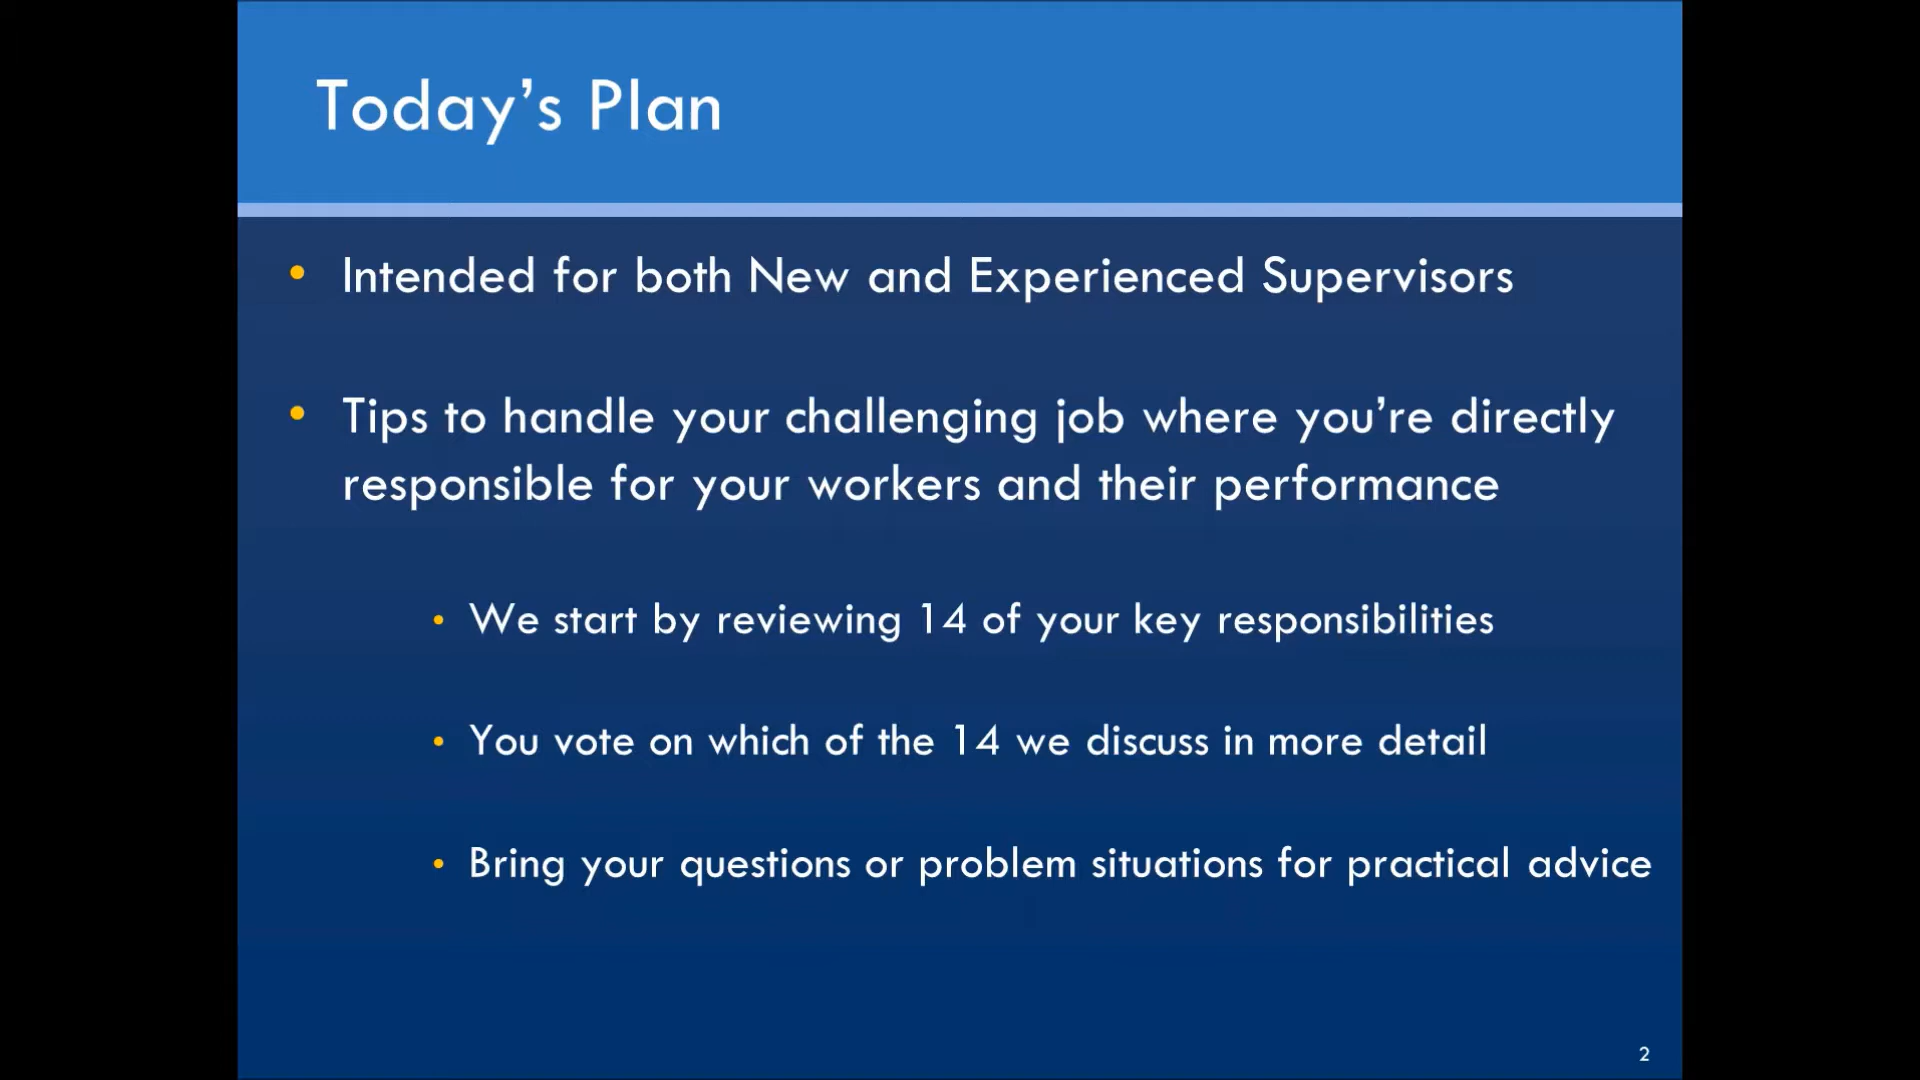 Today’s Plan
• Intended for both New and Experienced Supervisors
• Tips to handle your challenging job where you’re directly
responsible for your workers and their performance
• We start by reviewing 14 of your key responsibilities
• You vote on which of the 14 we discuss in more detail
• Bring your questions or problem situations for practical advice
2